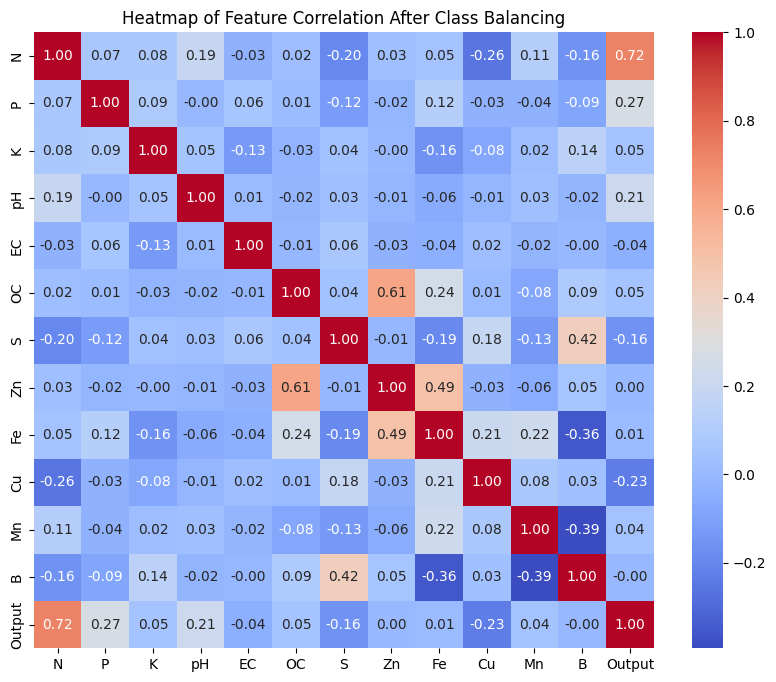 Heatmap of Feature Correlation After Class Balancing
N 1.00 0.07 0.08 0.19 -0.03 0.02 -0.20 0.03 0.05 -0.26 0.11 -0.16 0.72
P 0.07 1.00 0.09 -0.00 0.06 0.01 -0.12 -0.02 0.12 -0.03 -0.04 -0.09 0.27
K 0.08 0.09 1.00 0.05 -0.13 -0.03 0.04 -0.00 -0.16 -0.08 0.02 0.14 0.05
pH 0.19 -0.00 0.05 1.00 0.01 -0.02 0.03 -0.01 -0.06 -0.01 0.03 -0.02 0.21
EC -0.03 0.06 -0.13 0.01 1.00 -0.01 0.06 -0.03 -0.04 0.02 -0.02 -0.00 -0.04
OC 0.02 0.01 -0.03 -0.02 -0.01 1.00 0.04 0.61 0.24 0.01 -0.08 0.09 0.05
S -0.20 -0.12 0.04 0.03 0.06 0.04 1.00 -0.01 -0.19 0.18 -0.13 0.42 -0.16
Zn 0.03 -0.02 -0.00 -0.01 -0.03 0.61 -0.01 1.00 0.49 -0.03 -0.06 0.05 0.00
Fe 0.05 0.12 -0.16 -0.06 -0.04 0.24 -0.19 0.49 1.00 0.21 0.22 -0.36 0.01
Cu -0.26 -0.03 -0.08 -0.01 0.02 0.01 0.18 -0.03 0.21 1.00 0.08 0.03 -0.23
Mn 0.11 -0.04 0.02 0.03 -0.02 -0.08 -0.13 -0.06 0.22 0.08 1.00 -0.39 0.04
B -0.16 -0.09 0.14 -0.02 -0.00 0.09 0.42 0.05 -0.36 0.03 -0.39 1.00 -0.00
Output 0.72 0.27 0.05 0.21 -0.04 0.05 -0.16 0.00 0.01 -0.23 0.04 -0.00 1.00
N P K pH EC OC S Zn Fe Cu Mn B Output
1.0
0.8
0.6
0.4
0.2
0.0
−0.2